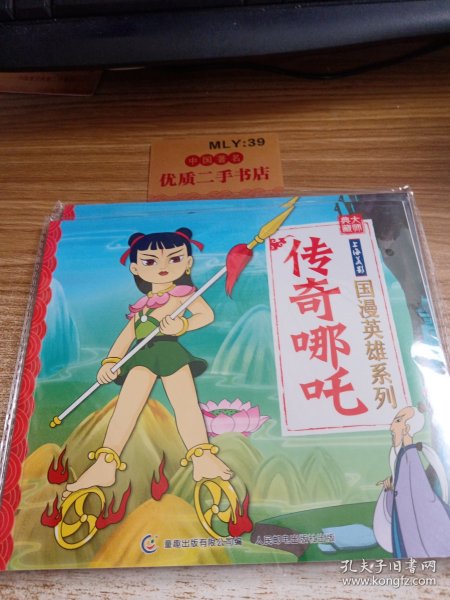 MLY:39
中国著名
优质二手书店
大师
典藏
上海美影
国漫英雄系列
传奇哪吒
童趣出版有限公司编
人民邮电出版社出版
孔夫子旧书网
www.kongfz.com